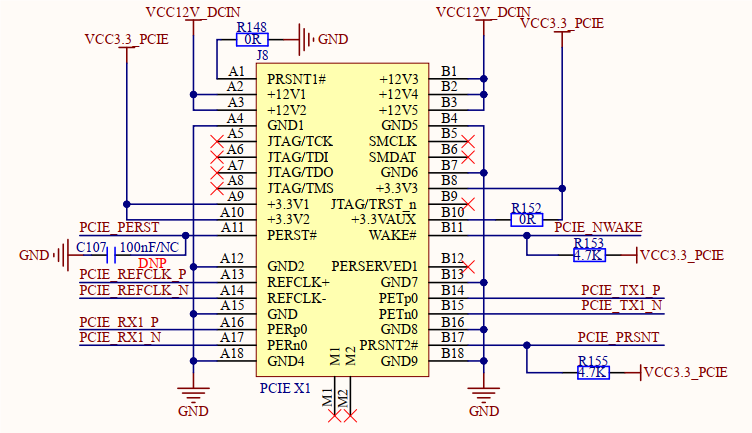 VCC12V_DCIN
VCC12V_DCIN
VCC3.3_PCIE
R148
0R
GND
VCC3.3_PCIE
J8
A1 PRSNT1# +12V3 B1
A2 +12V1 +12V4 B2
A3 +12V2 +12V5 B3
A4 GND1 GND5 B4
A5 JTAG/TCK SMCLK B5
A6 JTAG/TDI SMDAT B6
A7 JTAG/TDO GND6 B7
A8 JTAG/TMS +3.3V3 B8
A9 +3.3V1 JTAG/TRST_n B9
A10 +3.3V2 +3.3VAUX B10 R152 0R
PCIE_PERST A11 PERST# WAKE# B11 PCIE_NWAKE
GND C107 100nF/NC
DNP
R153
4.7K
VCC3.3_PCIE
A12 GND2 PERSERVED1 B12
PCIE_REFCLK_P A13 REFCLK+ GND7 B13
PCIE_REFCLK_N A14 REFCLK- PETp0 B14 PCIE_TX1_P
A15 GND PETn0 B15 PCIE_TX1_N
PCIE_RX1_P A16 PERp0 GND8 B16
PCIE_RX1_N A17 PERn0 PRSNT2# B17 PCIE_PRSNT
A18 GND4 GND9 B18
M1 M2
R155
4.7K
VCC3.3_PCIE
PCIE X1
M1 M2
GND
GND